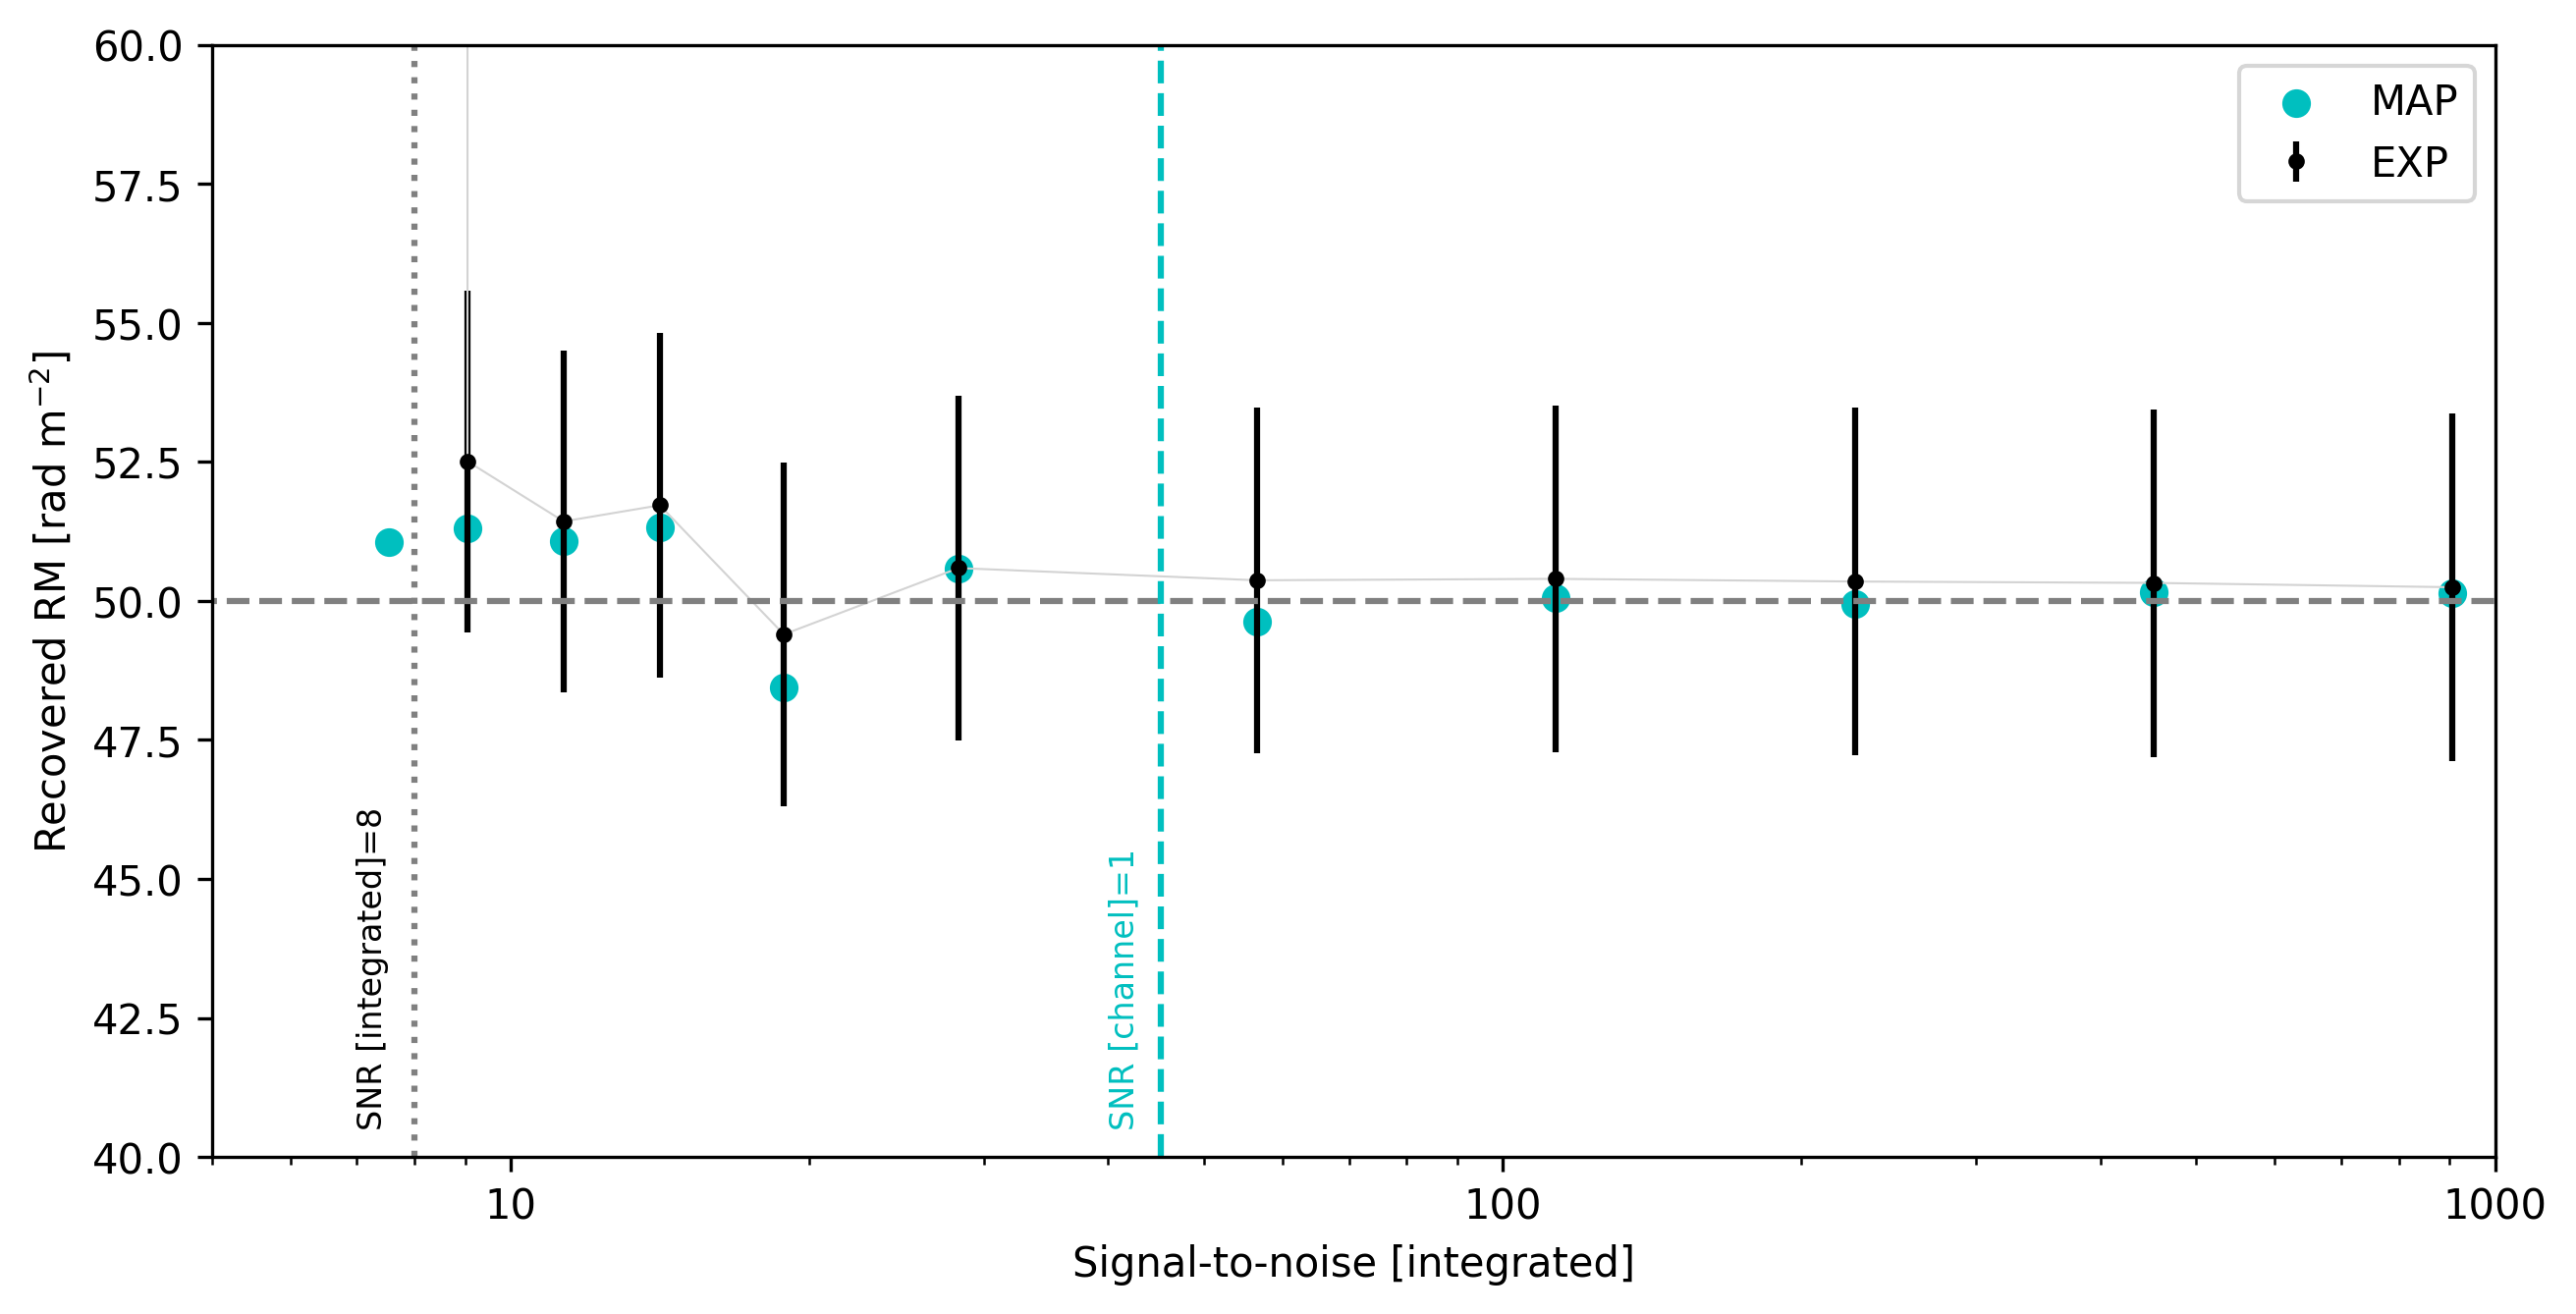 60.0
57.5
55.0
52.5
50.0
47.5
45.0
42.5
40.0
Recovered RM [rad m⁻²]
SNR [integrated]=8
SNR [channel]=1
MAP
EXP
10
100
1000
Signal-to-noise [integrated]